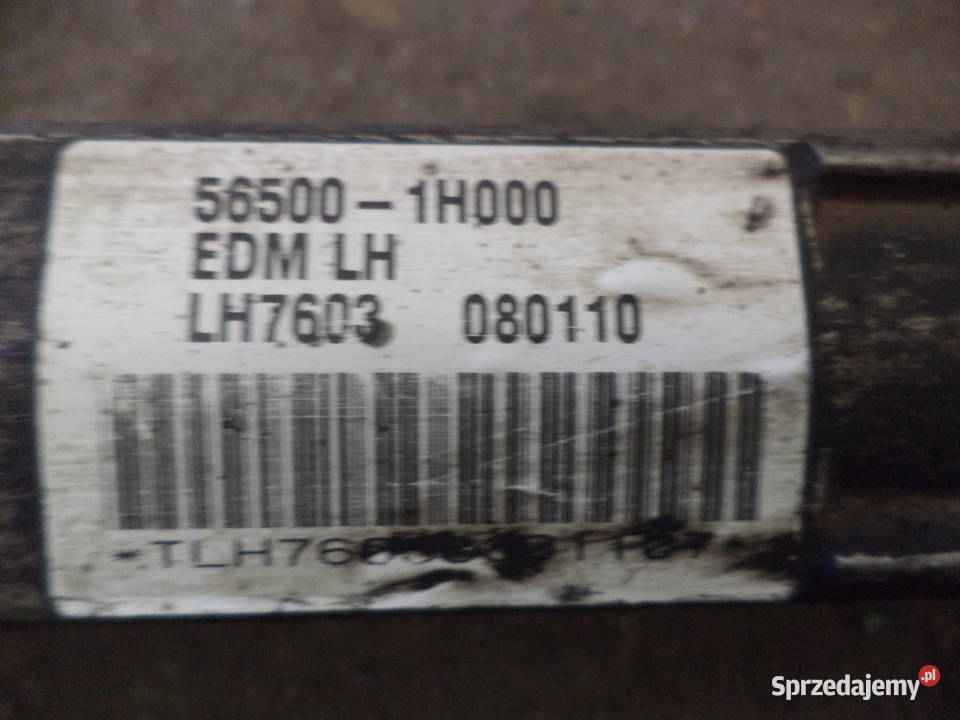 56500-1H000
EDM LH
LH7603 080110
Sprzedajemy.pl